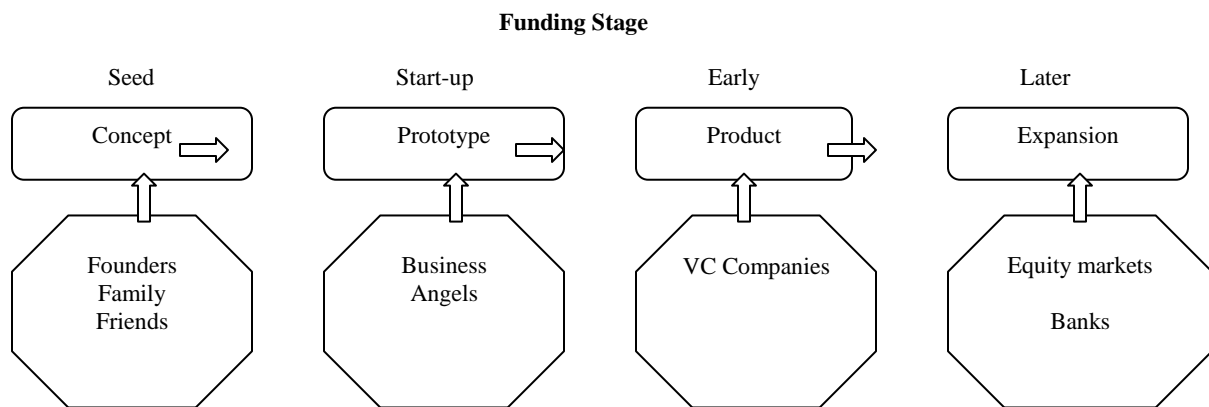 Funding Stage
Seed Start-up Early Later
Concept Prototype Product Expansion
Founders
Family
Friends
Business
Angels
VC Companies
Equity markets
Banks